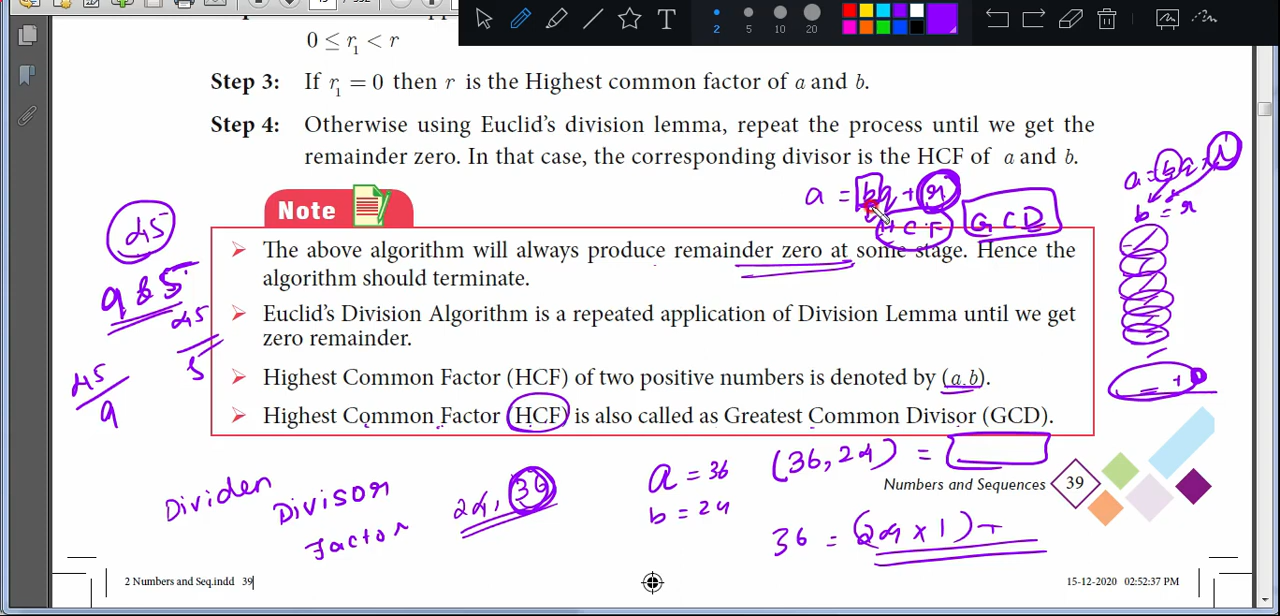 2 5 10 20
0 ≤ r₁ < r
Step 3: If r₁ = 0 then r is the Highest common factor of a and b.
Step 4: Otherwise using Euclid's division lemma, repeat the process until we get the
remainder zero. In that case, the corresponding divisor is the HCF of a and b.
a = bq + r
b = r
a = bq + r
HCF GCD
Note
45
➢ The above algorithm will always produce remainder zero at some stage. Hence the
algorithm should terminate.
9 & 5
➢ Euclid's Division Algorithm is a repeated application of Division Lemma until we get
zero remainder.
45/5
➢ Highest Common Factor (HCF) of two positive numbers is denoted by (a,b).
45/9
➢ Highest Common Factor (HCF) is also called as Greatest Common Divisor (GCD).
Dividen Divisor
Factor
24, 36
a = 36
b = 24
(36, 24) =
Numbers and Sequences 39
36 = (24 × 1) +
2 Numbers and Seq.indd 39
15-12-2020 02:52:37 PM